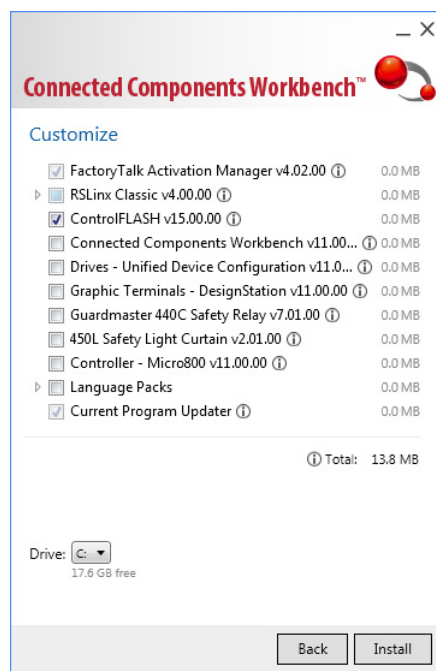 Connected Components Workbench™
Customize
FactoryTalk Activation Manager v4.02.00 0.0 MB
RSLinx Classic v4.00.00 0.0 MB
ControlFLASH v15.00.00 0.0 MB
Connected Components Workbench v11.00... 0.0 MB
Drives - Unified Device Configuration v11.0... 0.0 MB
Graphic Terminals - DesignStation v11.00.00 0.0 MB
Guardmaster 440C Safety Relay v7.01.00 0.0 MB
450L Safety Light Curtain v2.01.00 0.0 MB
Controller - Micro800 v11.00.00 0.0 MB
Language Packs 0.0 MB
Current Program Updater 0.0 MB
Total: 13.8 MB
Drive: C:
17.6 GB free
Back Install